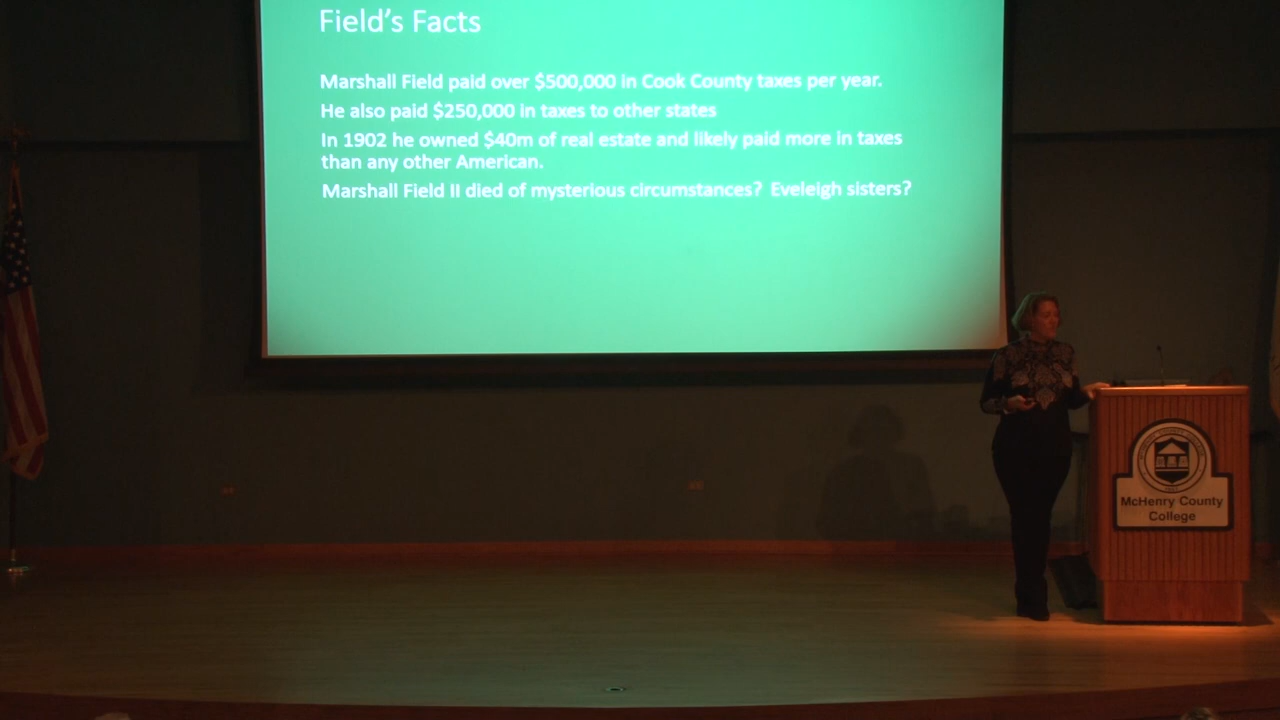 Field's Facts
Marshall Field paid over $500,000 in Cook County taxes per year.
He also paid $250,000 in taxes to other states
In 1902 he owned $40m of real estate and likely paid more in taxes
than any other American.
Marshall Field II died of mysterious circumstances? Eveleigh sisters?
McHenry County
College